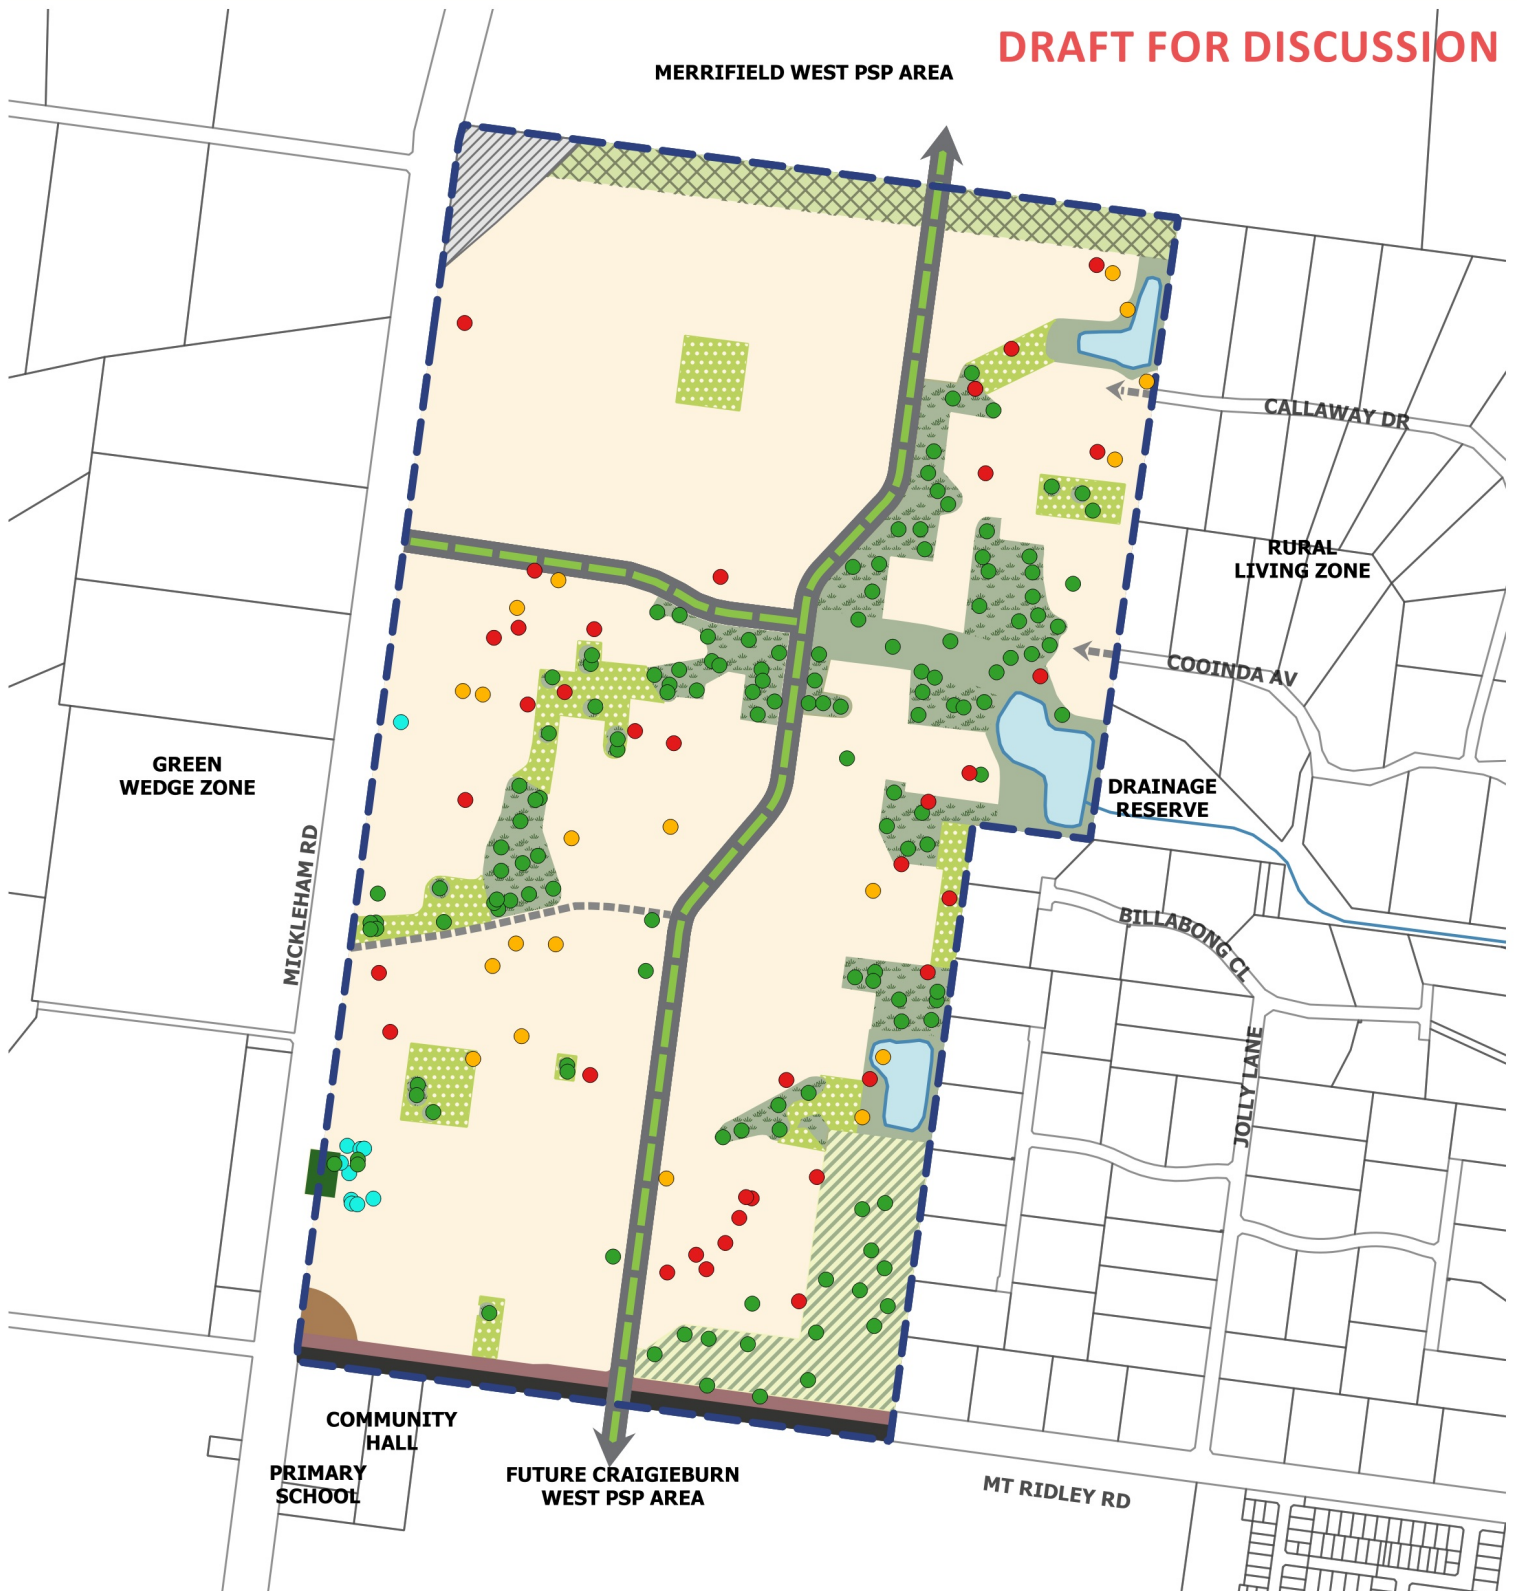 DRAFT FOR DISCUSSION
MERRIFIELD WEST PSP AREA
CALLAWAY DR
RURAL
LIVING ZONE
COOINDA AV
GREEN
WEDGE ZONE
DRAINAGE
RESERVE
MICKLEHAM RD
BILLABONG CL
JOLLY LANE
COMMUNITY
HALL
PRIMARY
SCHOOL
FUTURE CRAIGIEBURN
WEST PSP AREA
MT RIDLEY RD